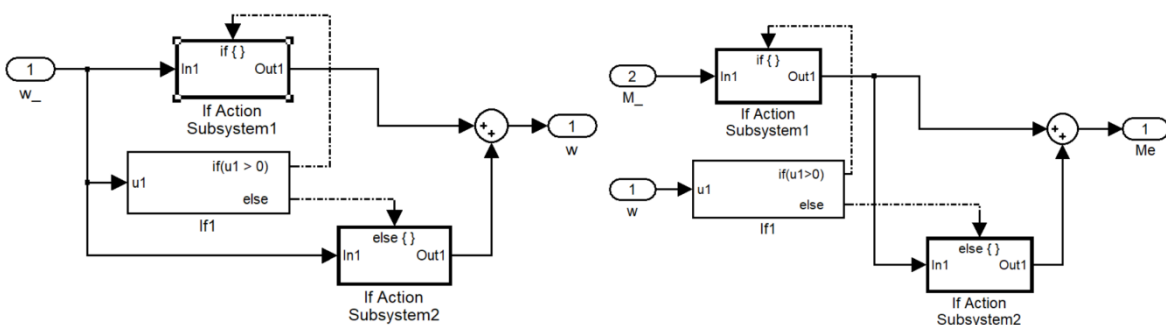 if { }
1
In1
Out1
w_
If Action
Subsystem1
1
w
if(u1 > 0)
u1
else
If1
else { }
In1
Out1
If Action
Subsystem2
if { }
2
In1
Out1
M_
If Action
Subsystem1
1
Me
if(u1>0)
1
u1
w
else
If1
else { }
In1
Out1
If Action
Subsystem2